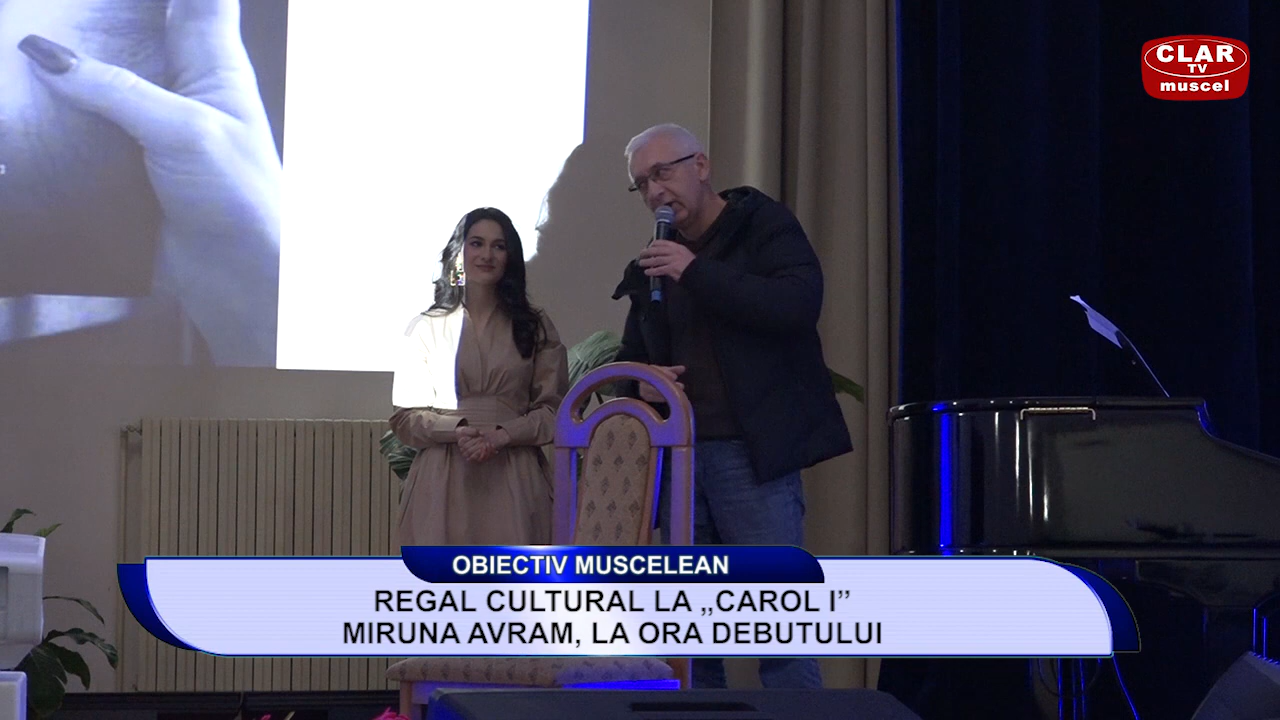 CLAR
TV
muscel
OBIECTIV MUSCELEAN
REGAL CULTURAL LA „CAROL I”
MIRUNA AVRAM, LA ORA DEBUTULUI